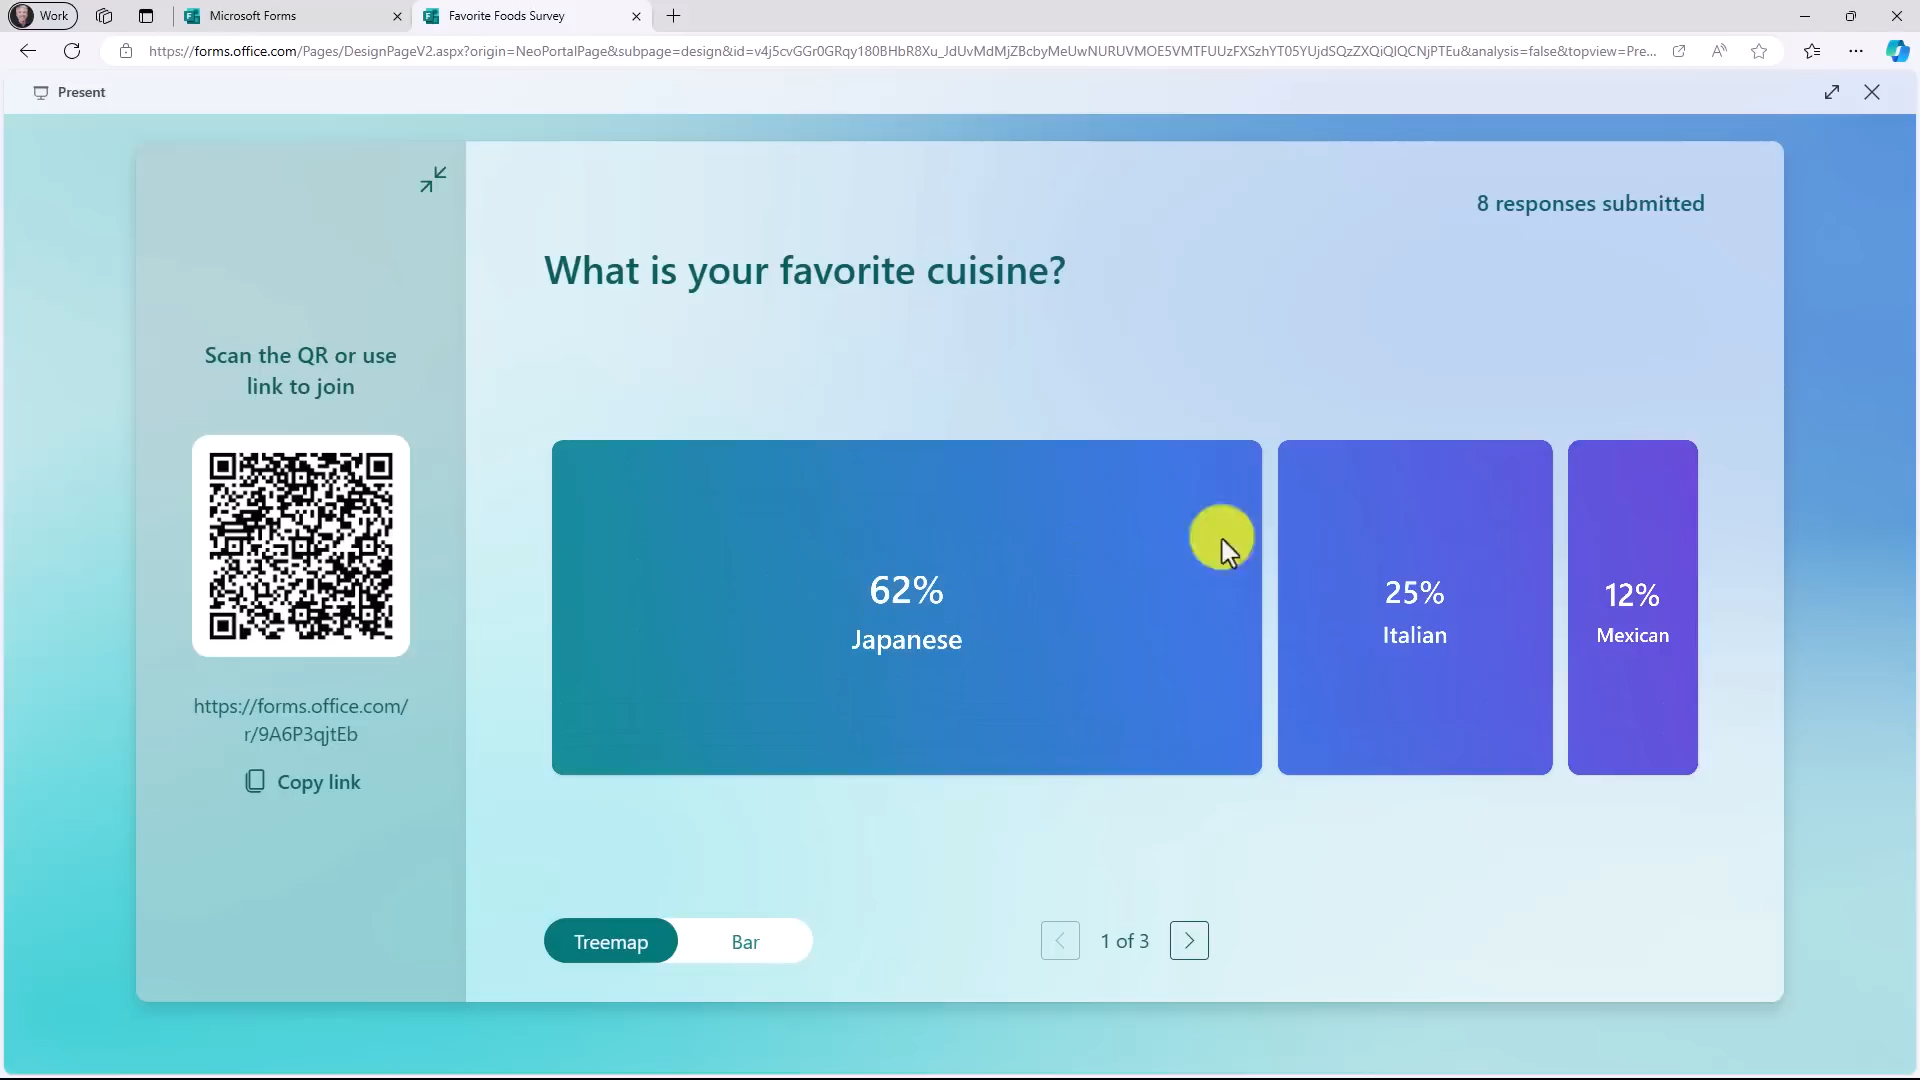 Work
Microsoft Forms
Favorite Foods Survey
https://forms.office.com/Pages/DesignPageV2.aspx?origin=NeoPortalPage&subpage=design&id=v4j5cvGGr0GRqy180BHbR8Xu_JdUvMdMjZBcbyMeUwNURUVMOE5VMTFUUzFXSzhYT05YUjdSQzZXQiQlQCNjPTEu&analysis=false&topview=Pre...
Present
8 responses submitted
What is your favorite cuisine?
Scan the QR or use
link to join
https://forms.office.com/
r/9A6P3qjtEb
Copy link
62%
Japanese
25%
Italian
12%
Mexican
Treemap
Bar
1 of 3